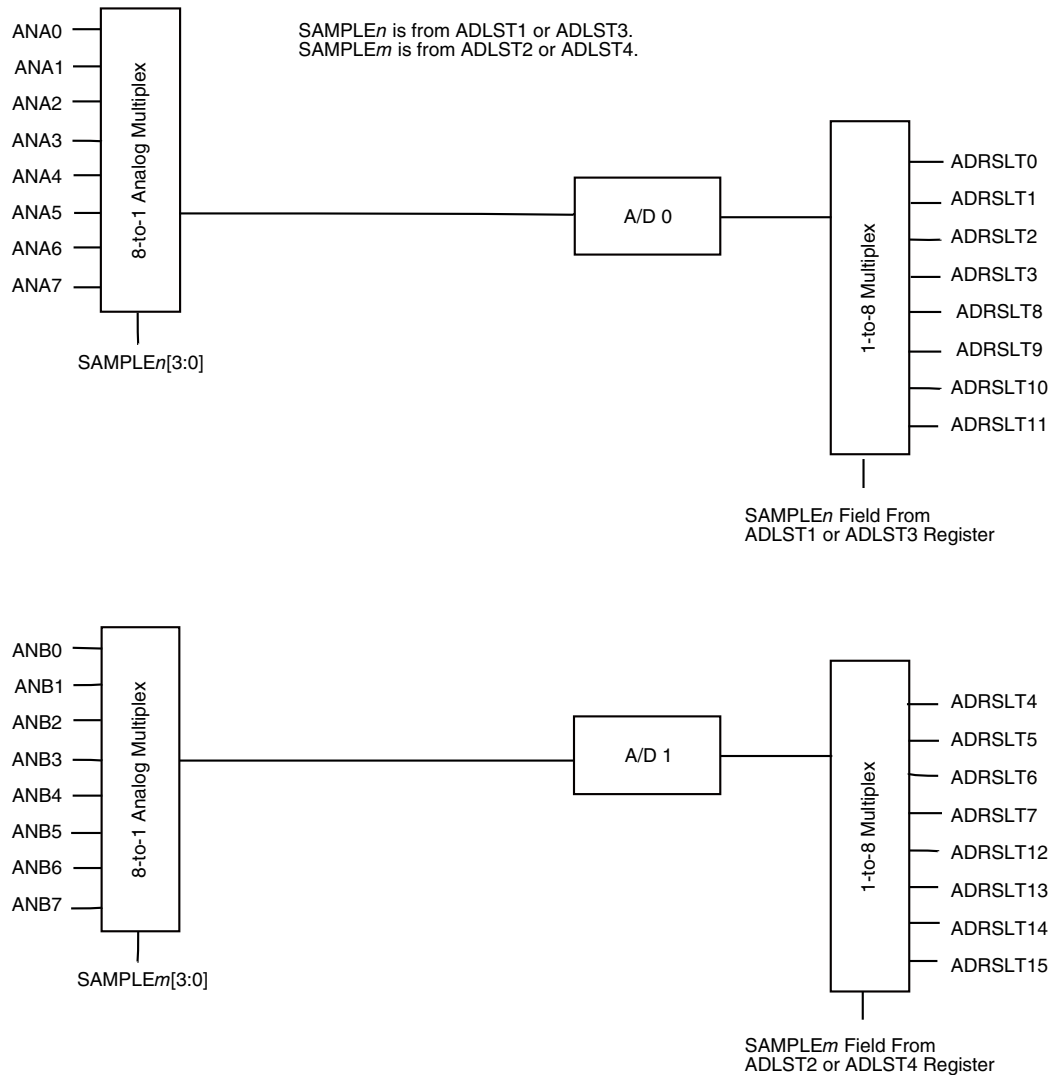 SAMPLEn is from ADLST1 or ADLST3.
SAMPLEm is from ADLST2 or ADLST4.
ANA0
ANA1
ANA2
ANA3
ANA4
ANA5
ANA6
ANA7
8-to-1 Analog Multiplex
SAMPLEn[3:0]
A/D 0
1-to-8 Multiplex
ADRSLT0
ADRSLT1
ADRSLT2
ADRSLT3
ADRSLT8
ADRSLT9
ADRSLT10
ADRSLT11
SAMPLEn Field From
ADLST1 or ADLST3 Register
ANB0
ANB1
ANB2
ANB3
ANB4
ANB5
ANB6
ANB7
8-to-1 Analog Multiplex
SAMPLEm[3:0]
A/D 1
1-to-8 Multiplex
ADRSLT4
ADRSLT5
ADRSLT6
ADRSLT7
ADRSLT12
ADRSLT13
ADRSLT14
ADRSLT15
SAMPLEm Field From
ADLST2 or ADLST4 Register